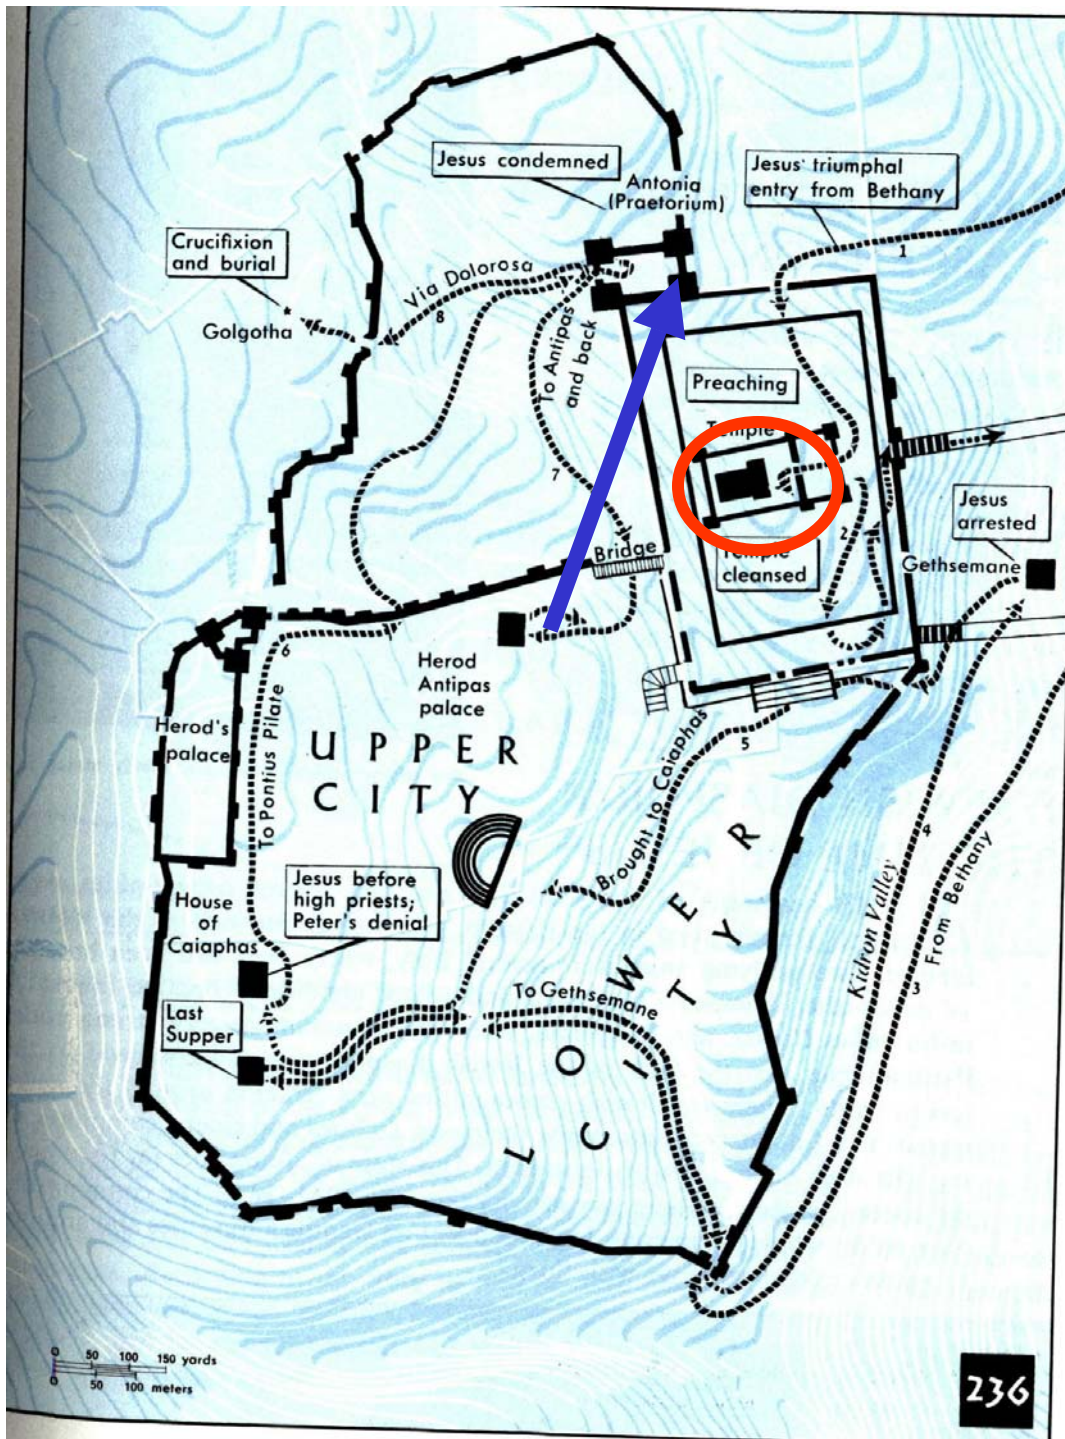 Jesus condemned
Antonia
(Praetorium)
Jesus' triumphal
entry from Bethany
1
Crucifixion
and burial
Via Dolorosa
8
Golgotha
To Antipas
and back
7
Preaching
Temple
2
Temple
cleansed
Jesus
arrested
Gethsemane
Bridge
6
Herod
Antipas
palace
Herod's
palace
To Pontius Pilate
UPPER
CITY
5
Brought to Caiaphas
LOWER
CITY
4
Kidron Valley
From Bethany
3
Jesus before
high priests;
Peter's denial
House
of
Caiaphas
Last
Supper
To Gethsemane
0 50 100 150 yards
0 50 100 meters
236